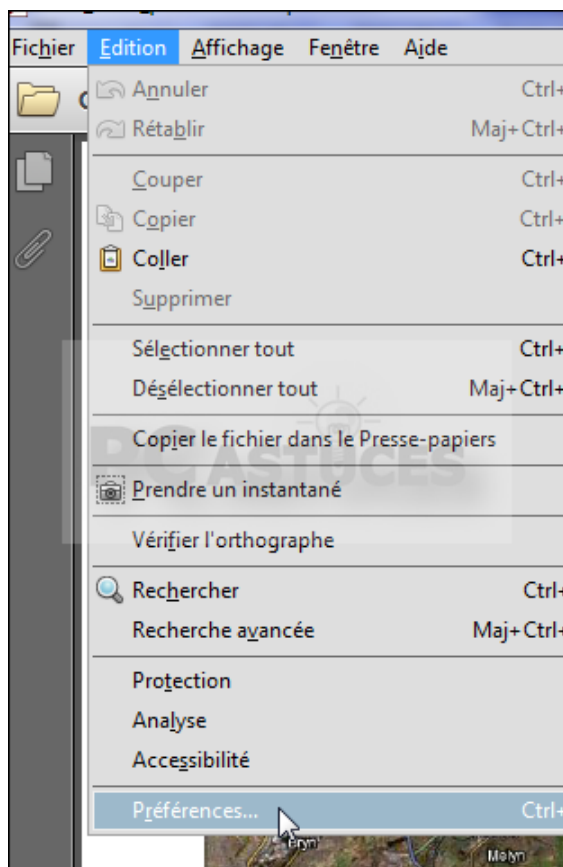 Fichier Edition Affichage Fenêtre Aide
Annuler Ctrl+
Rétablir Maj+Ctrl+
Couper Ctrl+
Copier Ctrl+
Coller Ctrl+
Supprimer
Sélectionner tout Ctrl+
Désélectionner tout Maj+Ctrl+
Copier le fichier dans le Presse-papiers
PC ASTUCES
Prendre un instantané
Vérifier l'orthographe
Rechercher Ctrl+
Recherche avancée Maj+Ctrl+
Protection
Analyse
Accessibilité
Préférences... Ctrl+